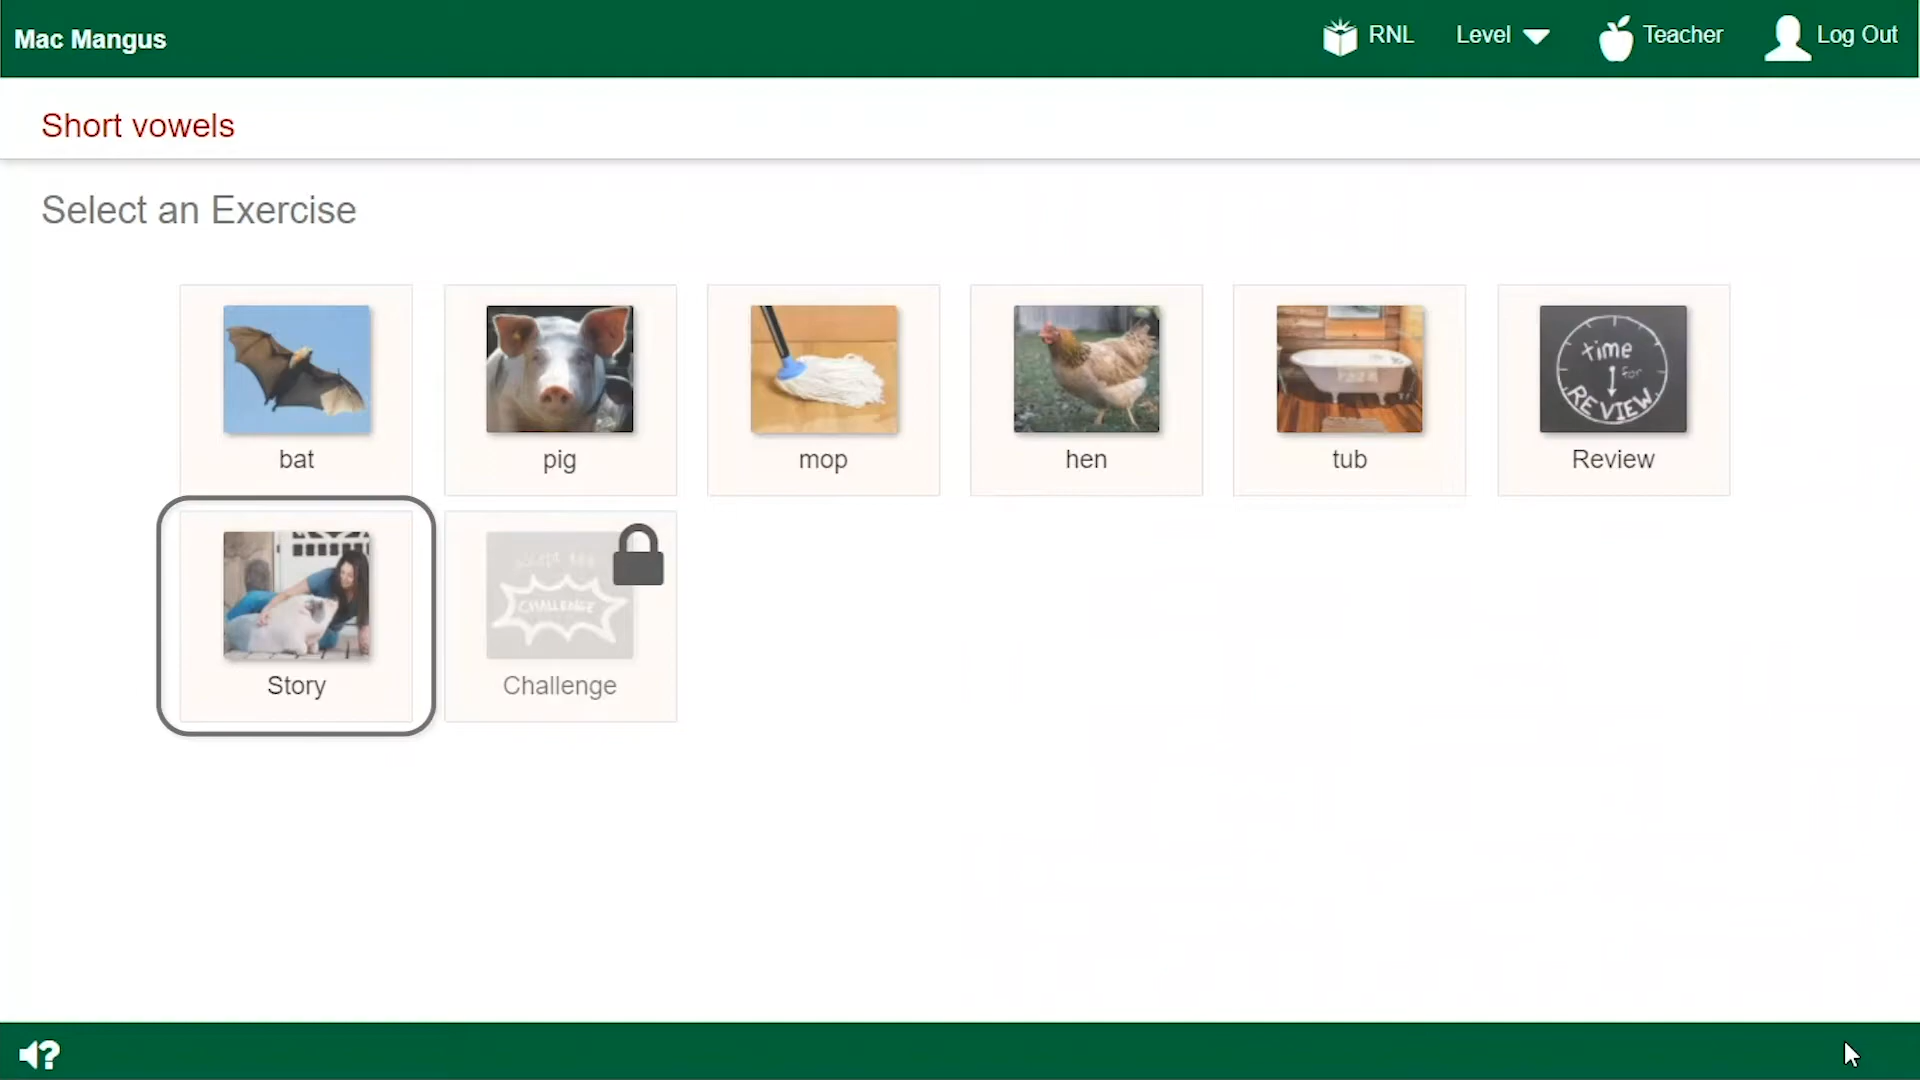 Mac Mangus
RNL
Level
Teacher
Log Out
Short vowels
Select an Exercise
time
for
REVIEW
bat
pig
mop
hen
tub
Review
CHALLENGE
Story
Challenge
?